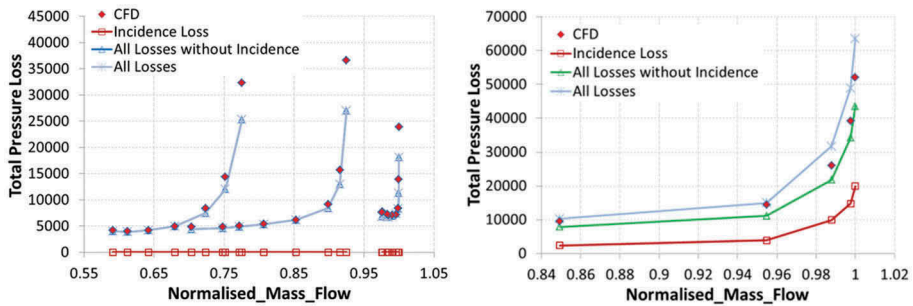 45000
40000
35000
30000
25000
20000
15000
10000
5000
0
Total Pressure Loss
CFD
Incidence Loss
All Losses without Incidence
All Losses
0.55 0.65 0.75 0.85 0.95 1.05
Normalised_Mass_Flow
70000
60000
50000
40000
30000
20000
10000
0
Total Pressure Loss
CFD
Incidence Loss
All Losses without Incidence
All Losses
0.84 0.86 0.88 0.9 0.92 0.94 0.96 0.98 1 1.02
Normalised_Mass_Flow